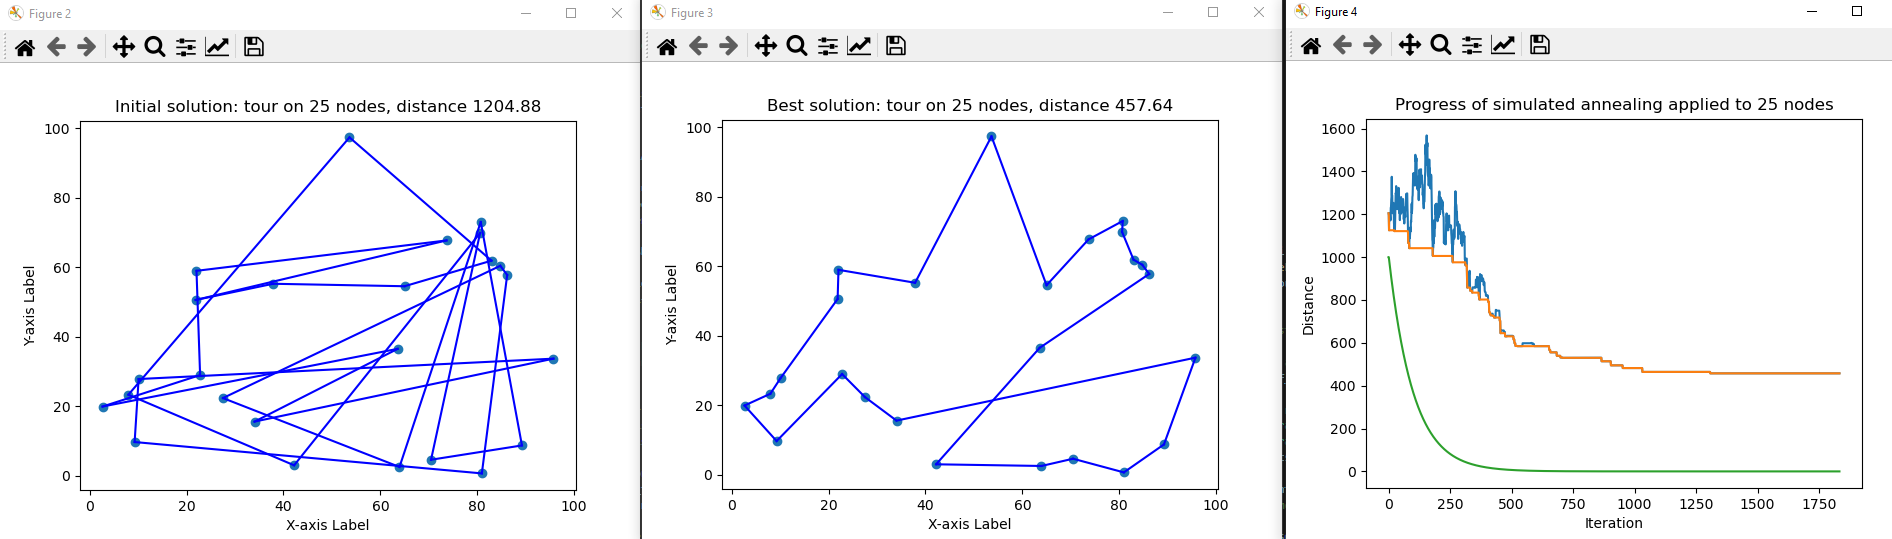 Figure 2
Initial solution: tour on 25 nodes, distance 1204.88
100
80
60
40
20
0
Y-axis Label
0 20 40 60 80 100
X-axis Label
Figure 3
Best solution: tour on 25 nodes, distance 457.64
100
80
60
40
20
0
Y-axis Label
0 20 40 60 80 100
X-axis Label
Figure 4
Progress of simulated annealing applied to 25 nodes
1600
1400
1200
1000
800
600
400
200
0
Distance
0 250 500 750 1000 1250 1500 1750
Iteration